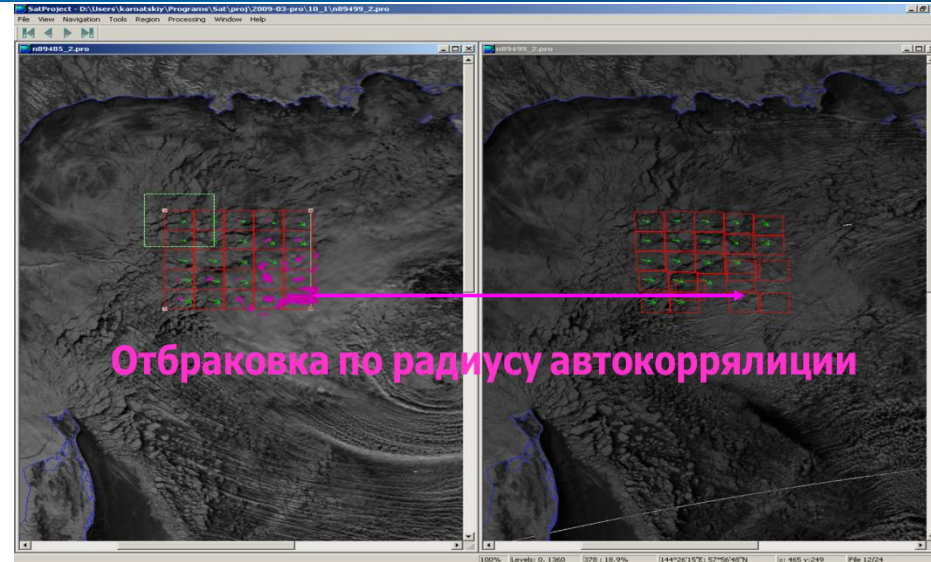 SatProject - D:\Users\karnatskiy\Programs\Sat\proj\2009-03-pro\10_1\n89499_2.pro
File View Navigation Tools Region Processing Window Help
n89485_2.pro
n89499_2.pro
Отбраковка по радиусу автокоррялиции
100% Levels: 0, 1360 378 ; 18.9% 144°26'15"E; 57°56'48"N x: 465 y:249 File 12/24